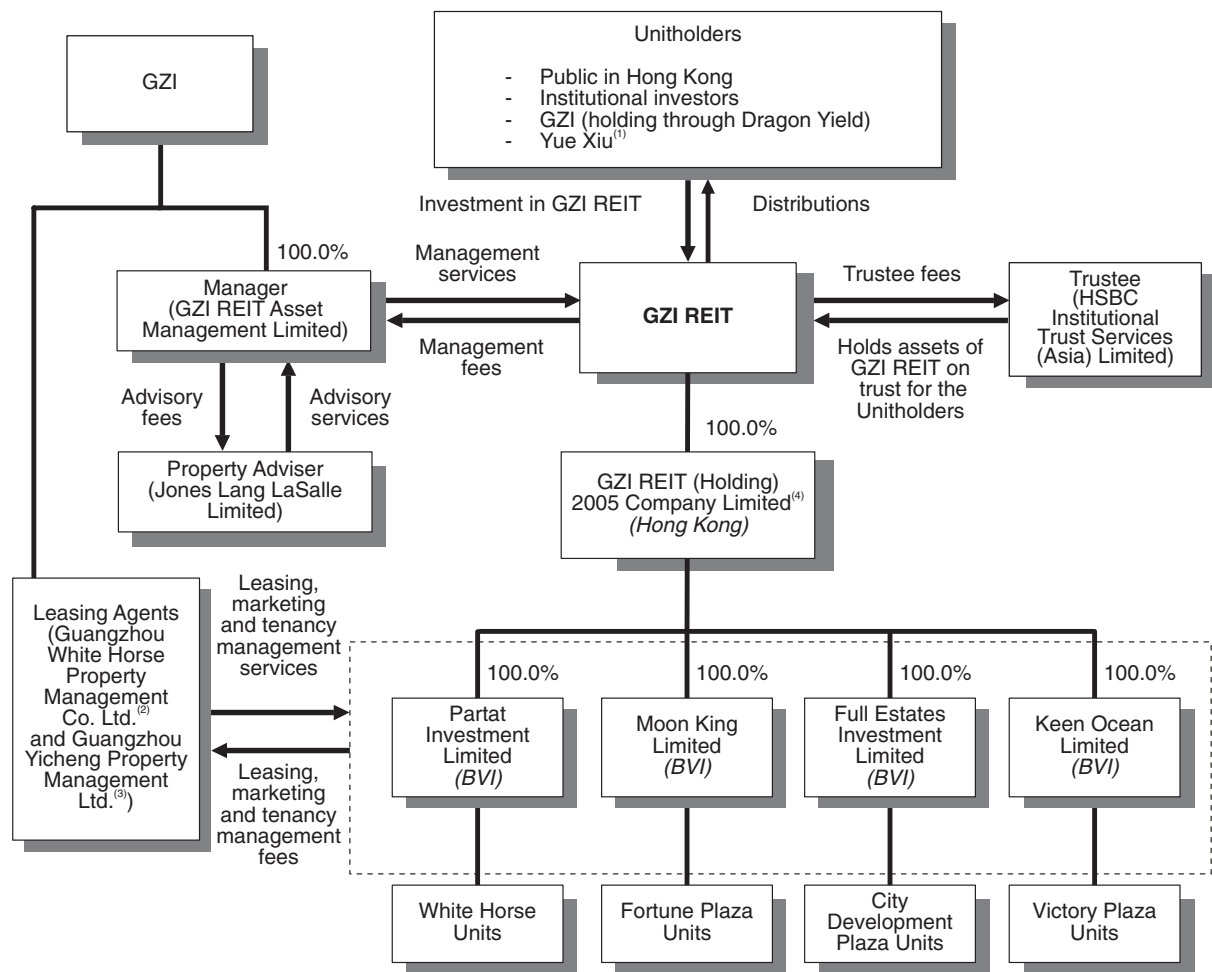 GZI
Unitholders
- Public in Hong Kong
- Institutional investors
- GZI (holding through Dragon Yield)
- Yue Xiu(1)
Investment in GZI REIT
Distributions
100.0%
Manager
(GZI REIT Asset
Management Limited)
Management
services
Management
fees
GZI REIT
Trustee fees
Holds assets of
GZI REIT on
trust for the
Unitholders
Trustee
(HSBC
Institutional
Trust Services
(Asia) Limited)
Advisory
fees
Advisory
services
Property Adviser
(Jones Lang LaSalle
Limited)
100.0%
GZI REIT (Holding)
2005 Company Limited(4)
(Hong Kong)
Leasing Agents
(Guangzhou
White Horse
Property
Management
Co. Ltd.(2)
and Guangzhou
Yicheng Property
Management
Ltd.(3))
Leasing,
marketing
and tenancy
management
services
Leasing,
marketing
and tenancy
management
fees
100.0%
100.0%
100.0%
100.0%
Partat
Investment
Limited
(BVI)
Moon King
Limited
(BVI)
Full Estates
Investment
Limited
(BVI)
Keen Ocean
Limited
(BVI)
White Horse
Units
Fortune Plaza
Units
City
Development
Plaza Units
Victory Plaza
Units